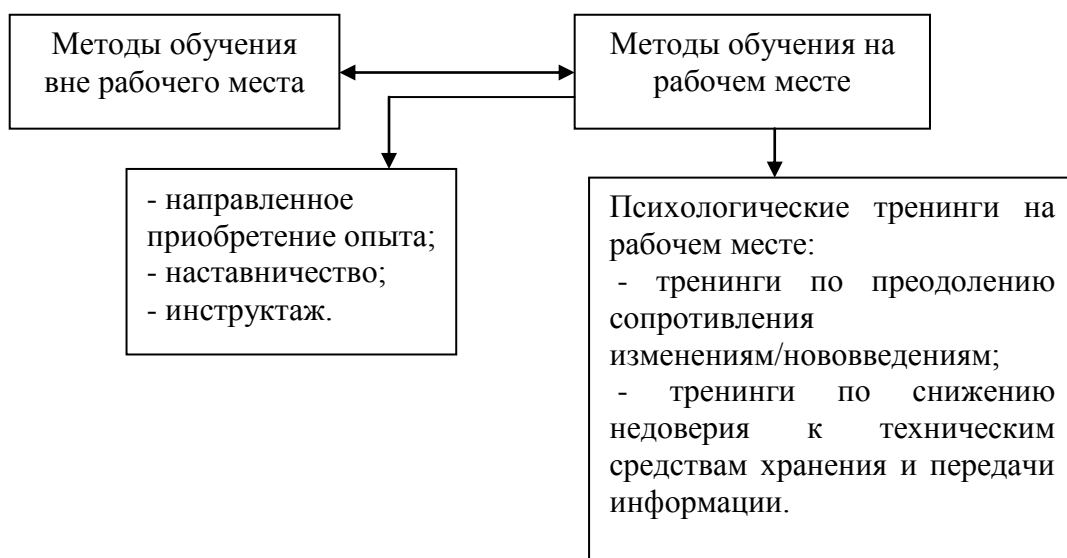 Методы обучения
вне рабочего места
Методы обучения на
рабочем месте
- направленное
приобретение опыта;
- наставничество;
- инструктаж.
Психологические тренинги на
рабочем месте:
- тренинги по преодолению
сопротивления
изменениям/нововведениям;
- тренинги по снижению
недоверия к техническим
средствам хранения и передачи
информации.